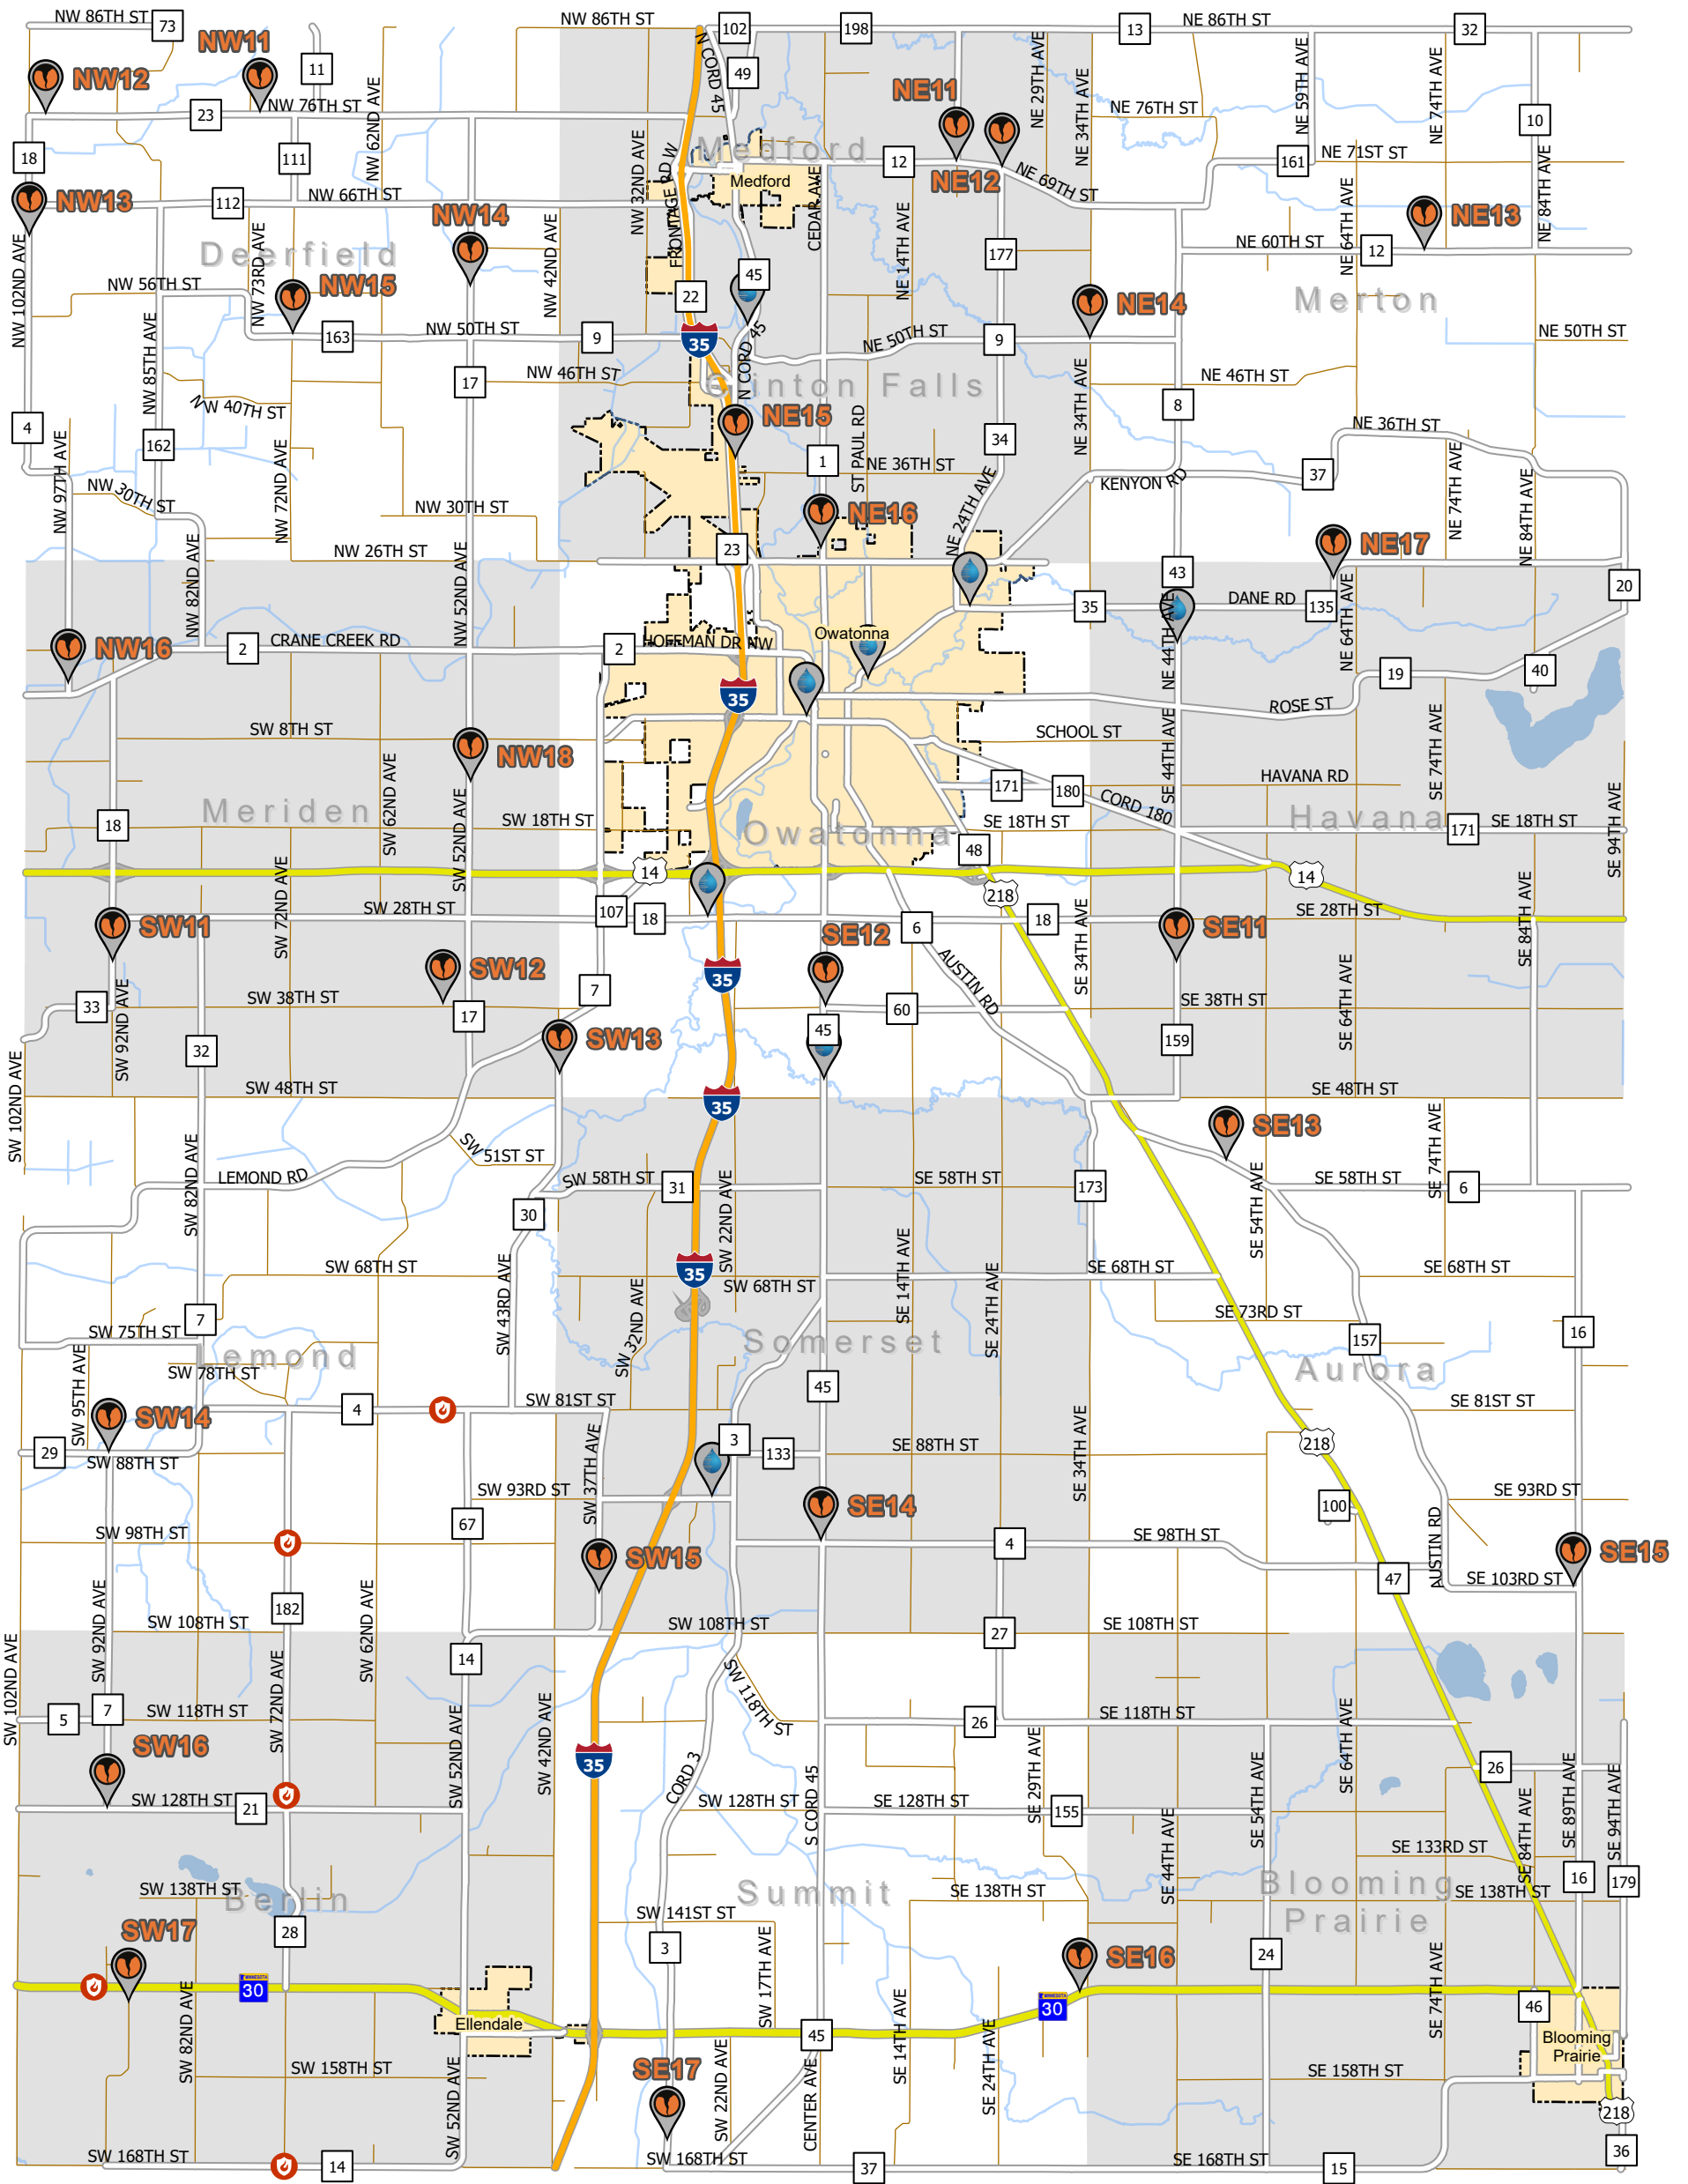 NW 86TH ST
73
NW 86TH ST
102
198
13
NE 86TH ST
32
NW11
NW12
11
N CORD 45
49
NE 29TH AVE
NE 59TH AVE
NE 74TH AVE
NW 62ND AVE
NE11
NE 34TH AVE
23
NW 76TH ST
NE 76TH ST
10
NW 32ND AVE
Medford
18
111
12
161
NE 71ST ST
NE12
NE 69TH ST
Medford
FRONTAGE RD W
CEDAR AVE
NE 84TH AVE
NW13
112
NW 66TH ST
NW14
NE 64TH AVE
NE13
NE 14TH AVE
NW 42ND AVE
NW 73RD AVE
Deerfield
177
NE 60TH ST
12
NW 102ND AVE
45
NW 56TH ST
NW15
22
NE14
Merton
NW 85TH AVE
163
NW 50TH ST
9
35
N CORD 45
NE 50TH ST
9
NE 50TH ST
17
NW 46TH ST
Clinton Falls
NE 46TH ST
NW 40TH ST
NE 34TH AVE
8
4
NE15
NE 36TH ST
NW 97TH AVE
162
NW 72ND AVE
ST PAUL RD
34
1
NE 36TH ST
37
NE 74TH AVE
NE 84TH AVE
NE 24TH AVE
KENYON RD
NW 30TH ST
NW 30TH ST
NE16
NW 82ND AVE
NW 52ND AVE
NW 26TH ST
23
NE17
43
20
DANE RD
35
135
NE 64TH AVE
NE 44TH AVE
NW16
2
CRANE CREEK RD
2
HOFFMAN DR NW
Owatonna
19
40
35
ROSE ST
SW 8TH ST
SCHOOL ST
NW18
SE 44TH AVE
SE 74TH AVE
SW 62ND AVE
171
180
HAVANA RD
SE 94TH AVE
Meriden
CORD 180
18
SW 18TH ST
Owatonna
SE 18TH ST
Havana
171
SE 18TH ST
SW 52ND AVE
48
SW 72ND AVE
14
14
218
SE 84TH AVE
SW 28TH ST
107
18
18
SE 28TH ST
SW11
SE12
6
SE11
SE 34TH AVE
SW12
AUSTIN RD
SE 64TH AVE
35
33
SW 92ND AVE
SW 38TH ST
7
60
SE 38TH ST
17
SW13
45
159
SW 102ND AVE
32
SW 48TH ST
35
SE 48TH ST
SE13
SW 82ND AVE
SW 51ST ST
SE 74TH AVE
LEMOND RD
SW 58TH ST
31
SE 58TH ST
173
SE 54TH AVE
SE 58TH ST
6
30
SW 22ND AVE
SE 14TH AVE
SW 68TH ST
35
SW 43RD AVE
SW 68TH ST
SE 68TH ST
SE 68TH ST
SW 32ND AVE
SE 24TH AVE
SE 73RD ST
7
SW 75TH ST
157
16
SW 95TH AVE
Lemond
Somerset
Aurora
SW 78TH ST
SW14
4
SW 81ST ST
45
SE 81ST ST
29
SW 88TH ST
SW 37TH AVE
3
133
SE 88TH ST
SE 34TH AVE
218
SW 93RD ST
SE14
100
SE 93RD ST
67
SW 98TH ST
4
SE 98TH ST
AUSTIN RD
SE15
SW15
47
SE 103RD ST
SW 92ND AVE
182
SW 62ND AVE
SW 108TH ST
SW 108TH ST
27
SE 108TH ST
SW 102ND AVE
14
SW 72ND AVE
SW 118TH ST
SE 64TH AVE
5
7
SW 118TH ST
SW 42ND AVE
26
SE 118TH ST
SW16
SW 52ND AVE
35
CORD 3
S CORD 45
SE 29TH AVE
SE 54TH AVE
26
SE 89TH AVE
SE 94TH AVE
SW 128TH ST
21
SW 128TH ST
SE 128TH ST
155
SE 44TH AVE
SE 84TH AVE
SE 133RD ST
SW 138TH ST
Berlin
Summit
SE 138TH ST
Blooming
Prairie
SE 138TH ST
16
179
SW17
28
SW 141ST ST
3
SE16
24
SW 17TH AVE
SE 74TH AVE
30
SW 82ND AVE
Ellendale
30
46
SE 14TH AVE
45
SE 24TH AVE
Blooming
Prairie
SW 158TH ST
SE17
SW 22ND AVE
SE 158TH ST
SW 52ND AVE
CENTER AVE
218
SW 168TH ST
14
SW 168TH ST
37
SE 168TH ST
15
36